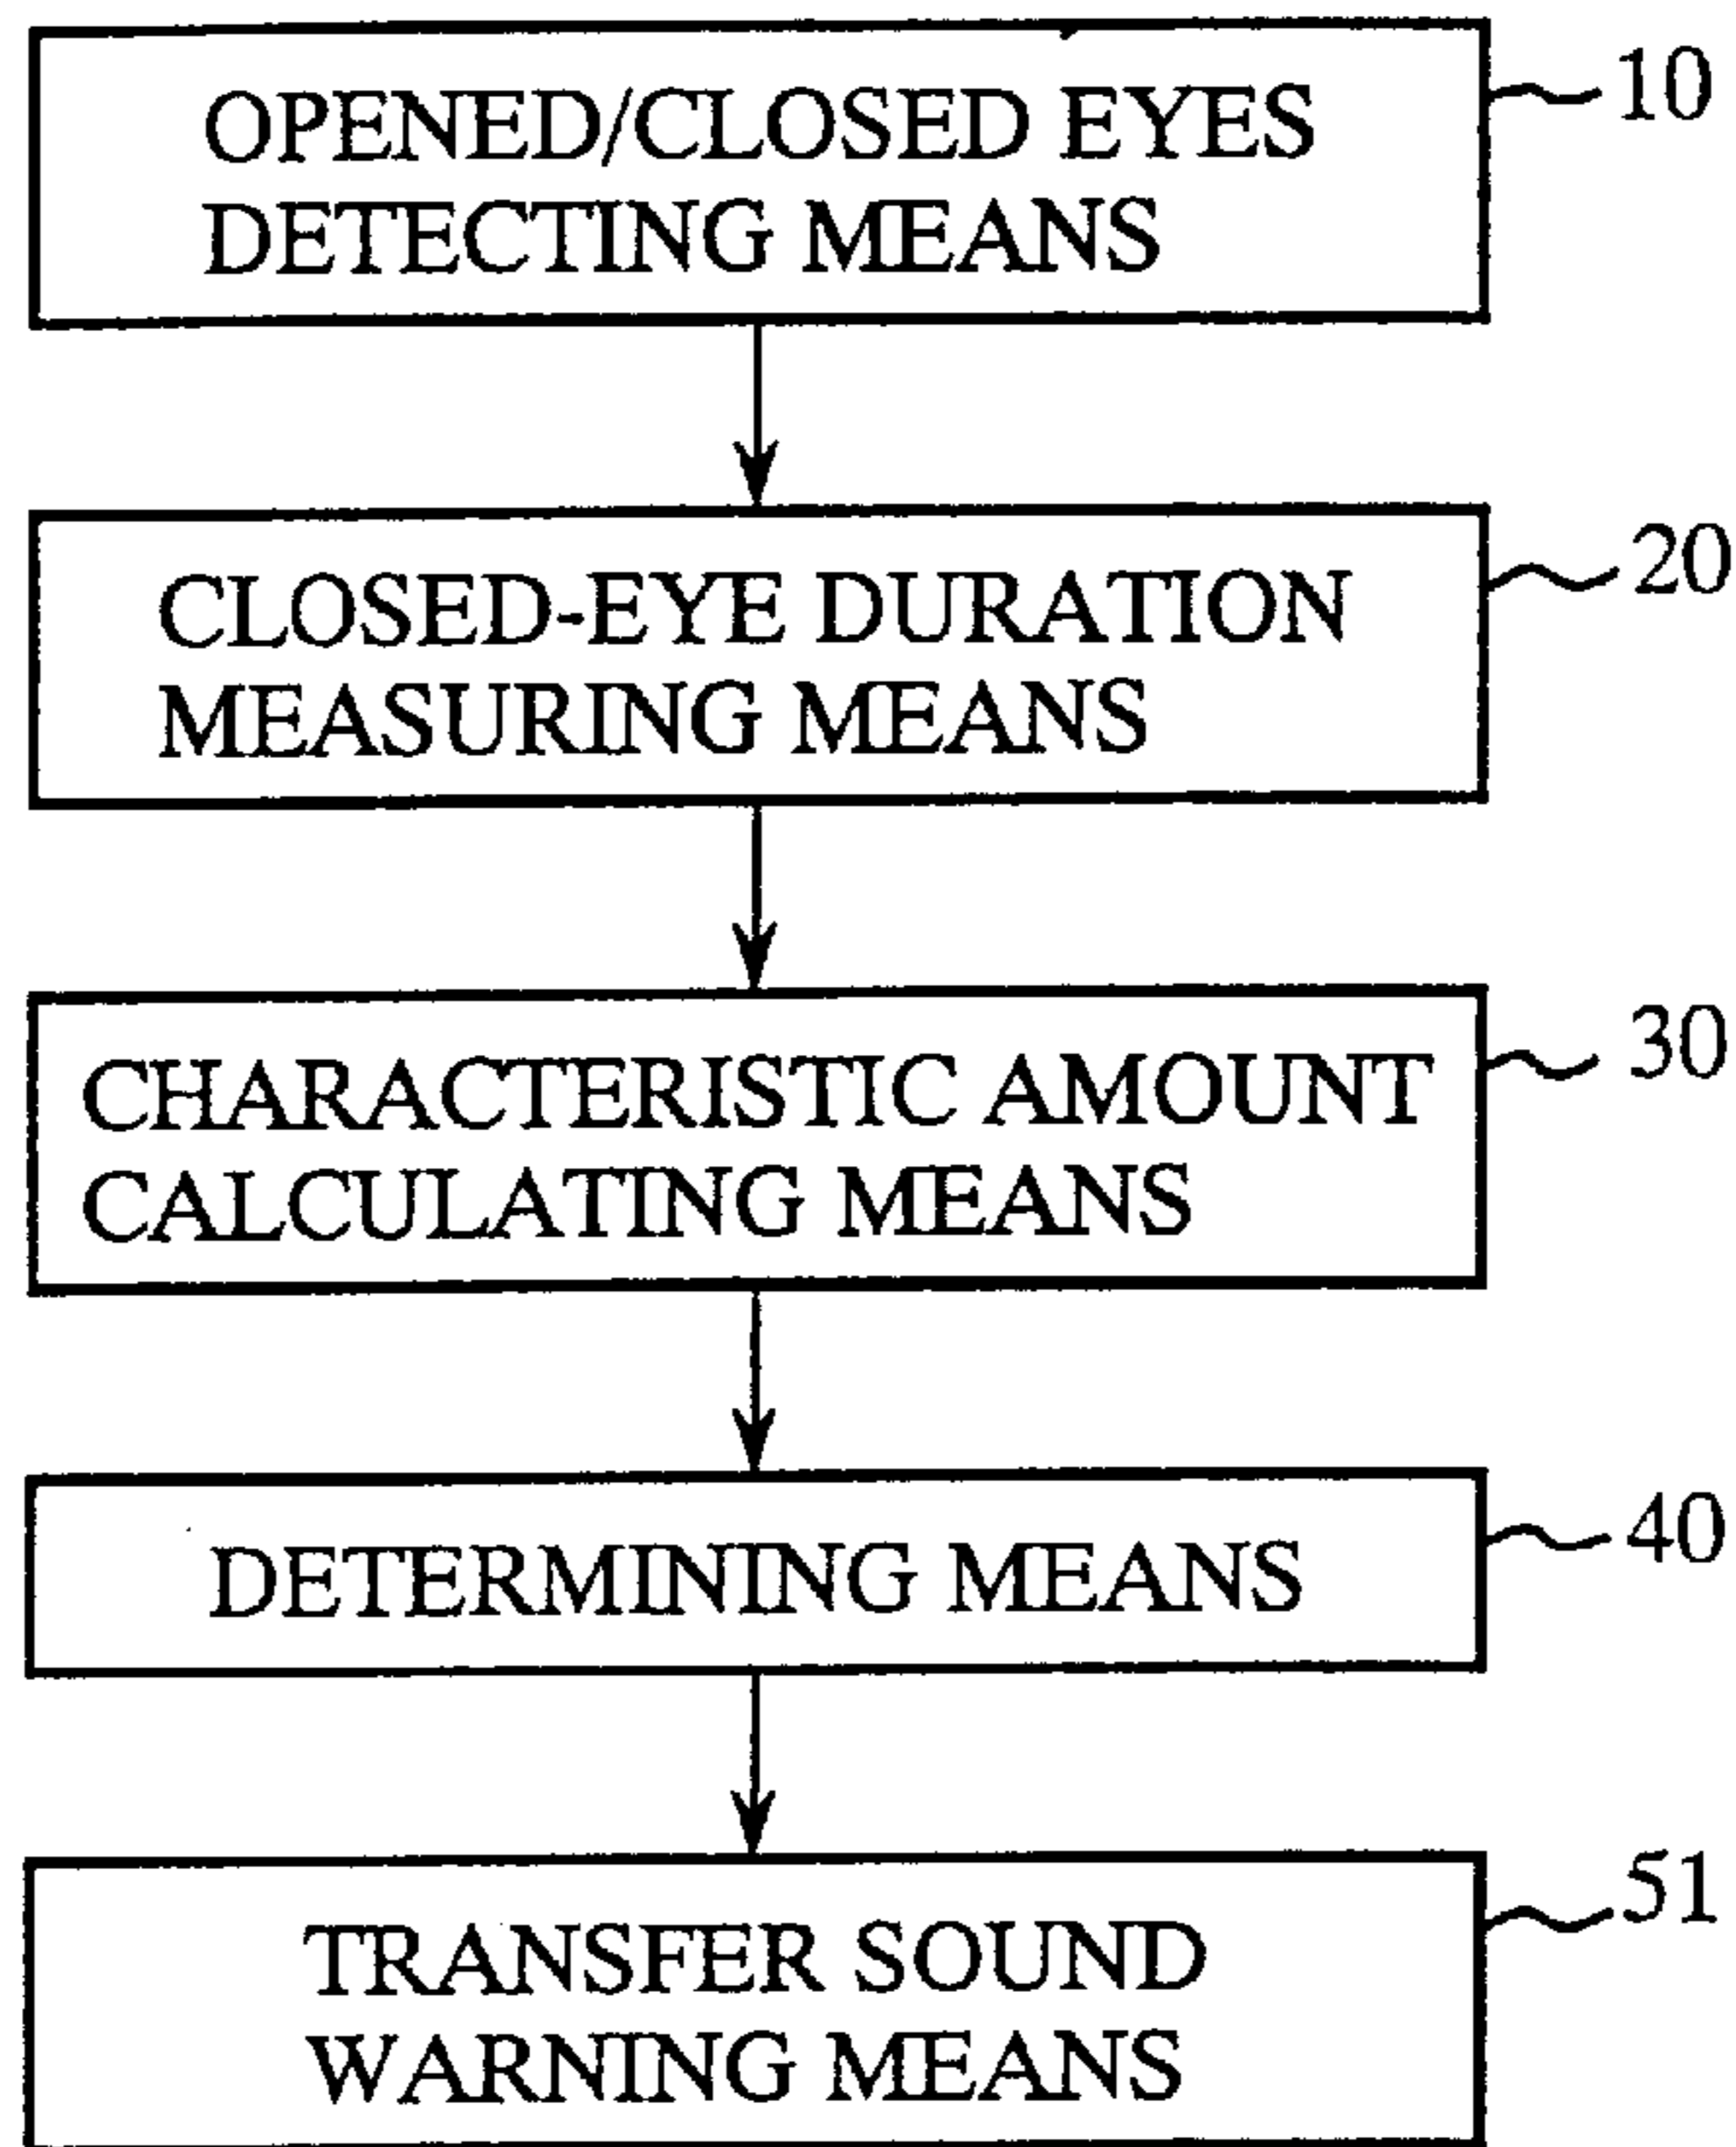 OPENED/CLOSED EYES
DETECTING MEANS
10
CLOSED-EYE DURATION
MEASURING MEANS
20
CHARACTERISTIC AMOUNT
CALCULATING MEANS
30
DETERMINING MEANS
40
TRANSFER SOUND
WARNING MEANS
51